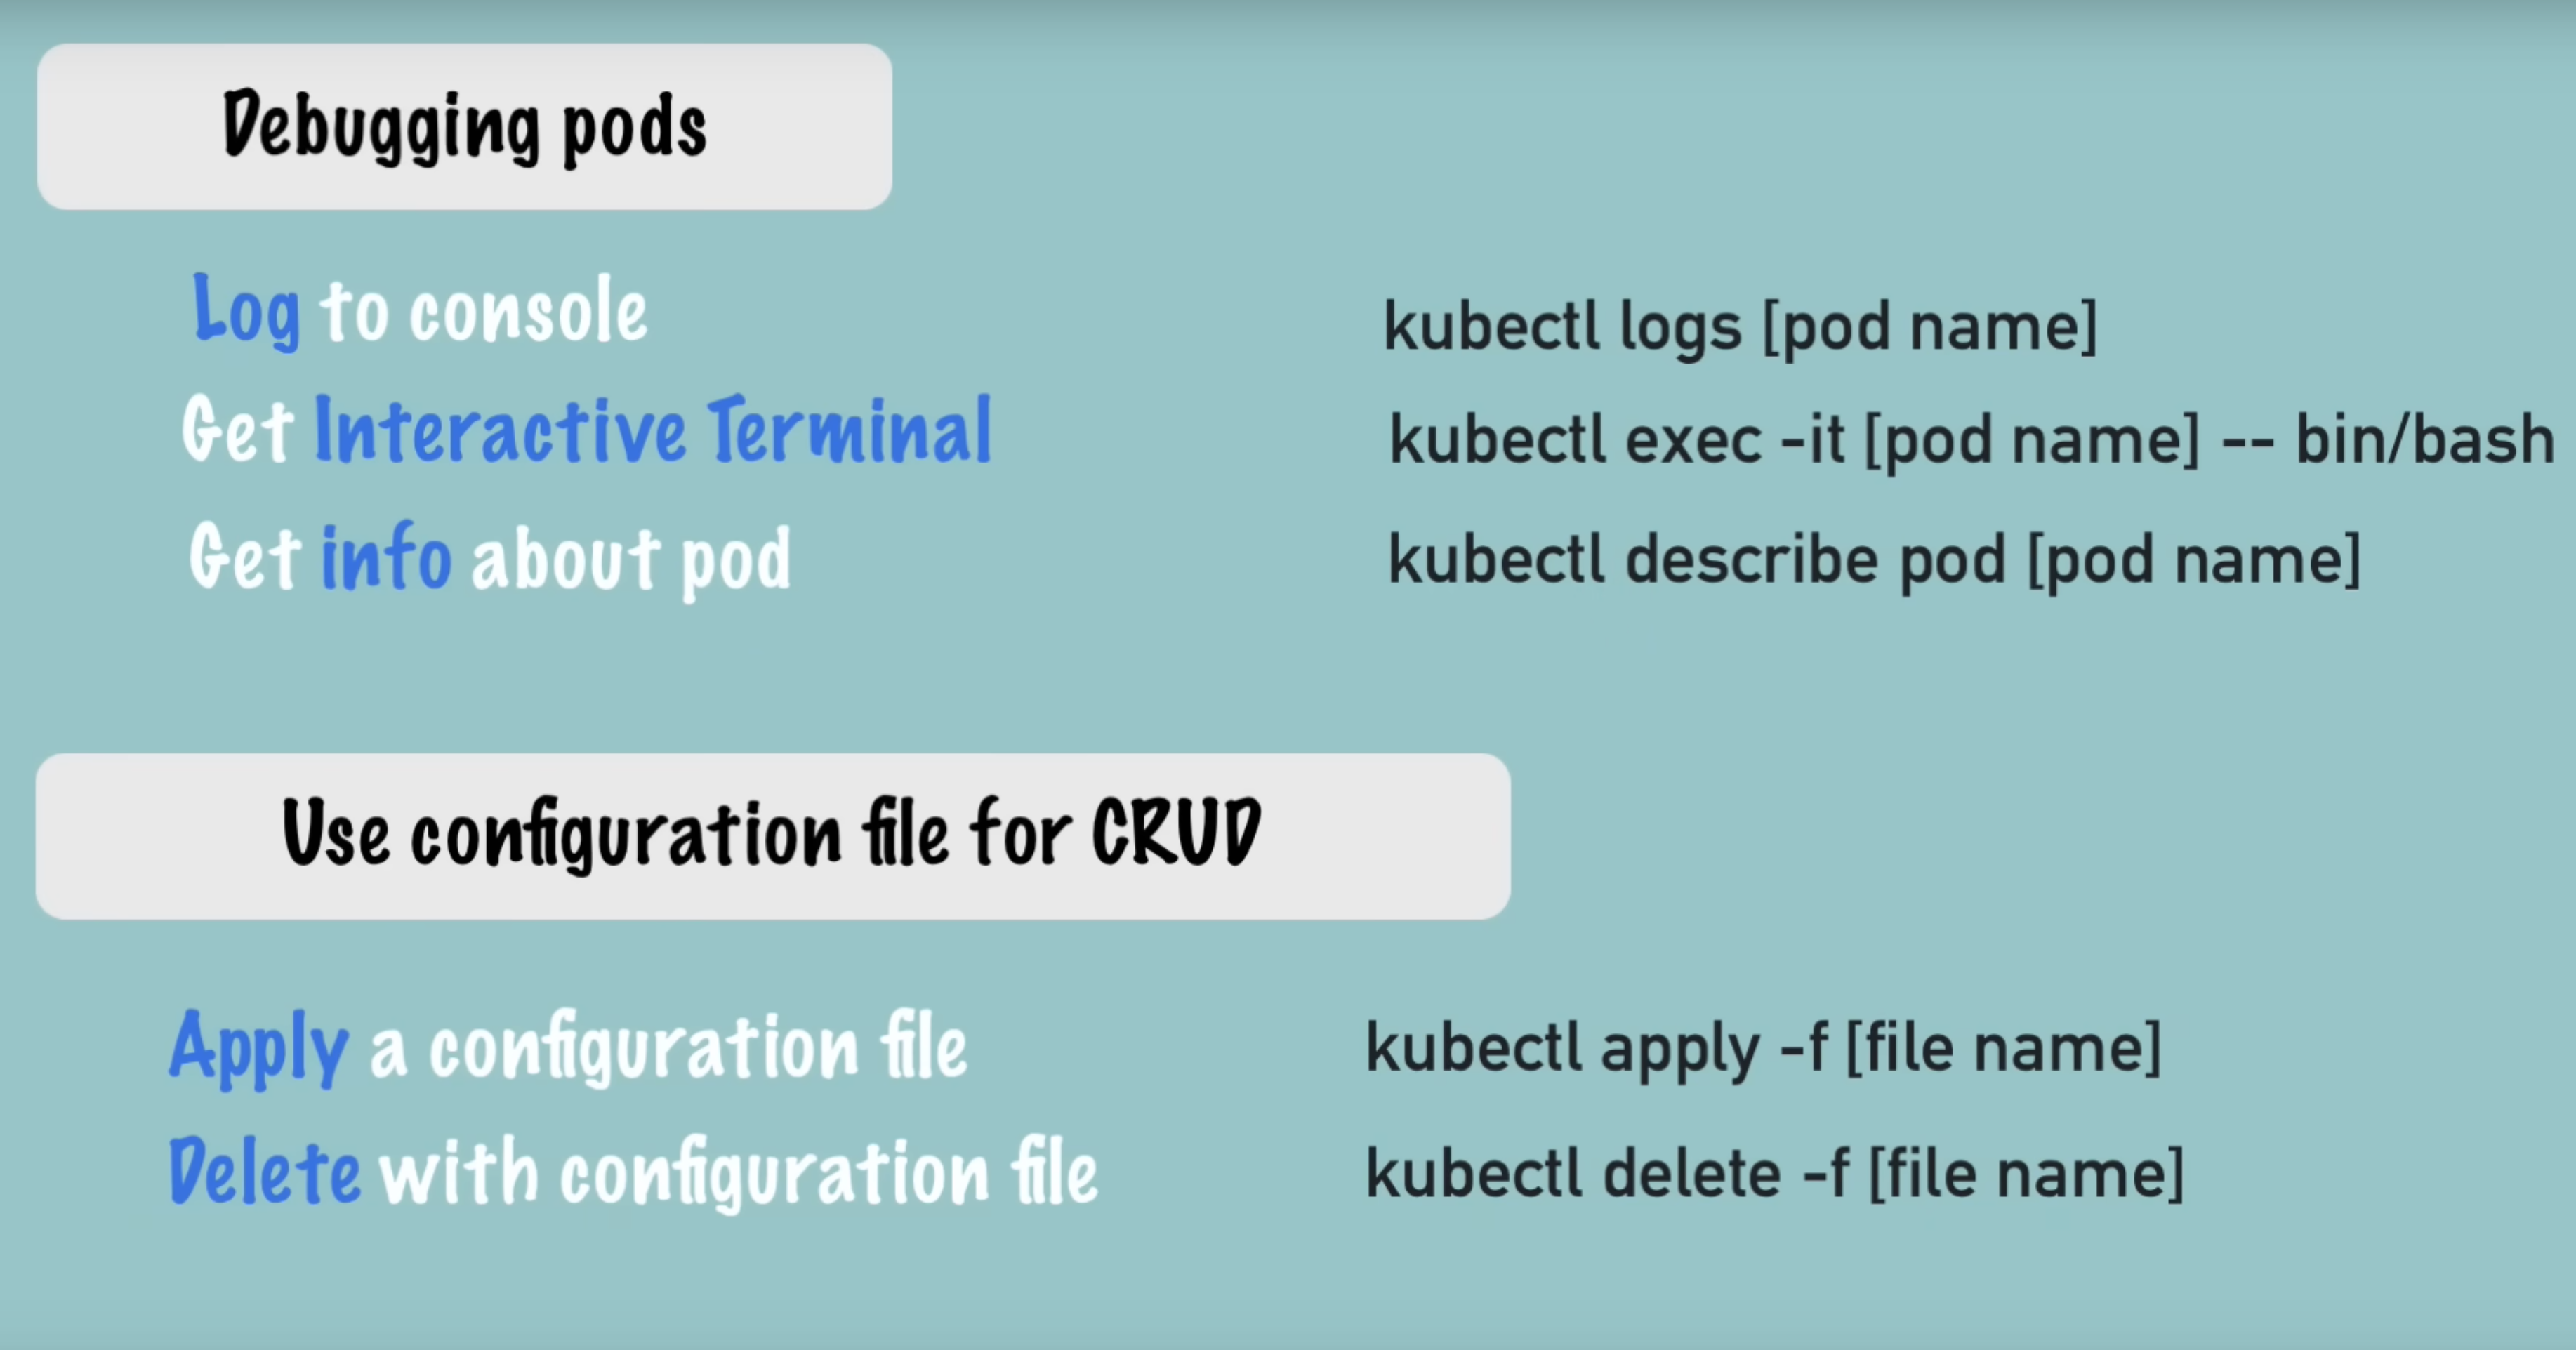 Debugging pods
Log to console
kubectl logs [pod name]
Get Interactive Terminal
kubectl exec -it [pod name] -- bin/bash
Get info about pod
kubectl describe pod [pod name]
Use configuration file for CRUD
Apply a configuration file
kubectl apply -f [file name]
Delete with configuration file
kubectl delete -f [file name]